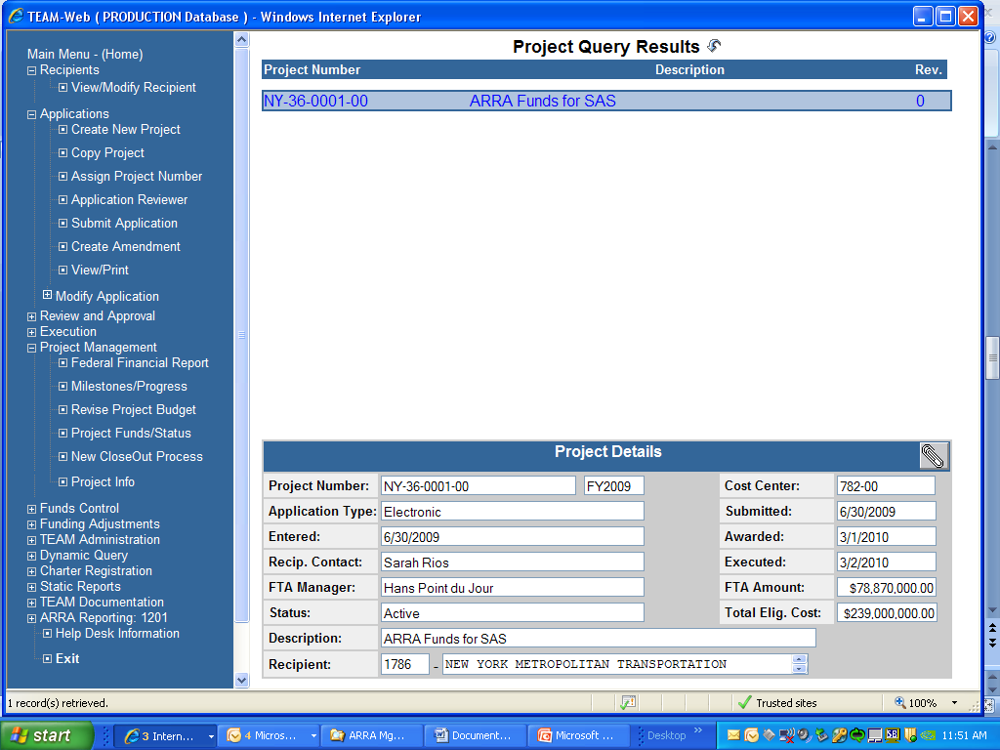 TEAM-Web ( PRODUCTION Database ) - Windows Internet Explorer
Main Menu - (Home)
Recipients
View/Modify Recipient
Applications
Create New Project
Copy Project
Assign Project Number
Application Reviewer
Submit Application
Create Amendment
View/Print
Modify Application
Review and Approval
Execution
Project Management
Federal Financial Report
Milestones/Progress
Revise Project Budget
Project Funds/Status
New CloseOut Process
Project Info
Funds Control
Funding Adjustments
TEAM Administration
Dynamic Query
Charter Registration
Static Reports
TEAM Documentation
ARRA Reporting: 1201
Help Desk Information
Exit
Project Query Results
Project Number Description Rev.
NY-36-0001-00 ARRA Funds for SAS 0
Project Details
Project Number: NY-36-0001-00 FY2009 Cost Center: 782-00
Application Type: Electronic Submitted: 6/30/2009
Entered: 6/30/2009 Awarded: 3/1/2010
Recip. Contact: Sarah Rios Executed: 3/2/2010
FTA Manager: Hans Point du Jour FTA Amount: $78,870,000.00
Status: Active Total Elig. Cost: $239,000,000.00
Description: ARRA Funds for SAS
Recipient: 1786 - NEW YORK METROPOLITAN TRANSPORTATION
1 record(s) retrieved. Trusted sites 100%
start 3 Intern... 4 Micros... ARRA Mg... Document... Microsoft ... Desktop » SBI 11:51 AM